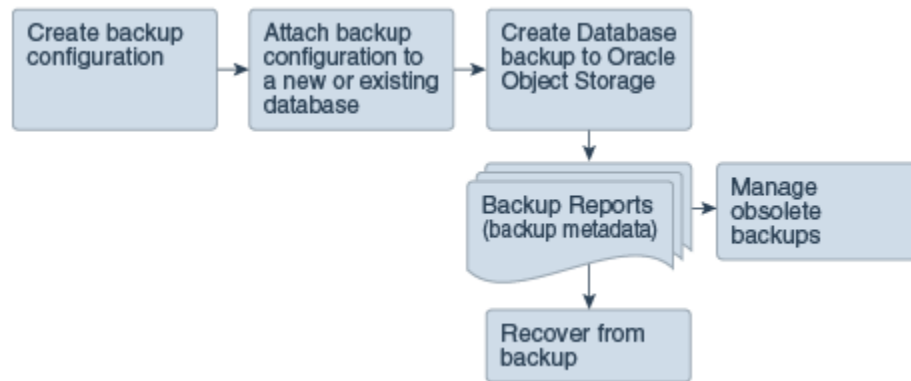 Create backup
configuration
Attach backup
configuration to
a new or existing
database
Create Database
backup to Oracle
Object Storage
Backup Reports
(backup metadata)
Manage
obsolete
backups
Recover from
backup